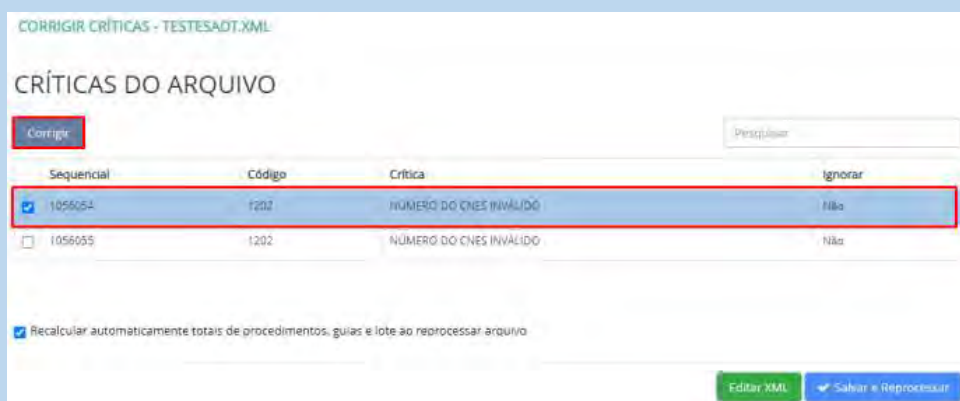 CORRIGIR CRÍTICAS - TESTESADT.XML
CRÍTICAS DO ARQUIVO
Corrigir
Pesquisar
Sequencial Código Crítica Ignorar
1056054 1202 NÚMERO DO CNES INVÁLIDO Não
1056055 1202 NÚMERO DO CNES INVÁLIDO Não
Recalcular automaticamente totais de procedimentos, guias e lote ao reprocessar arquivo
Editar XML Salvar e Reprocessar